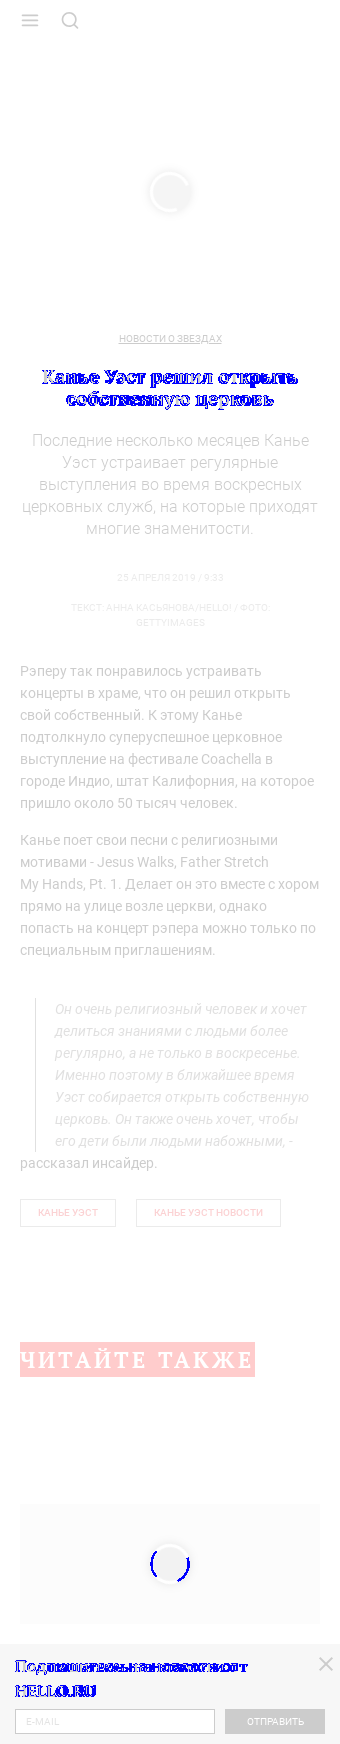 НОВОСТИ О ЗВЕЗДАХ
Канье Уэст решил открыть
собственную церковь
Последние несколько месяцев Канье
Уэст устраивает регулярные
выступления во время воскресных
церковных служб, на которые приходят
многие знаменитости.
25 АПРЕЛЯ 2019 / 9:33
ТЕКСТ: АННА КАСЬЯНОВА/HELLO! / ФОТО:
GETTYIMAGES
Рэперу так понравилось устраивать
концерты в храме, что он решил открыть
свой собственный. К этому Канье
подтолкнуло суперуспешное церковное
выступление на фестивале Coachella в
городе Индио, штат Калифорния, на которое
пришло около 50 тысяч человек.
Канье поет свои песни с религиозными
мотивами - Jesus Walks, Father Stretch
My Hands, Pt. 1. Делает он это вместе с хором
прямо на улице возле церкви, однако
попасть на концерт рэпера можно только по
специальным приглашениям.
Он очень религиозный человек и хочет
делиться знаниями с людьми более
регулярно, а не только в воскресенье.
Именно поэтому в ближайшее время
Уэст собирается открыть собственную
церковь. Он также очень хочет, чтобы
его дети были людьми набожными, -
рассказал инсайдер.
КАНЬЕ УЭСТ
КАНЬЕ УЭСТ НОВОСТИ
ЧИТАЙТЕ ТАКЖЕ
HELLO.RU
E-MAIL
ОТПРАВИТЬ